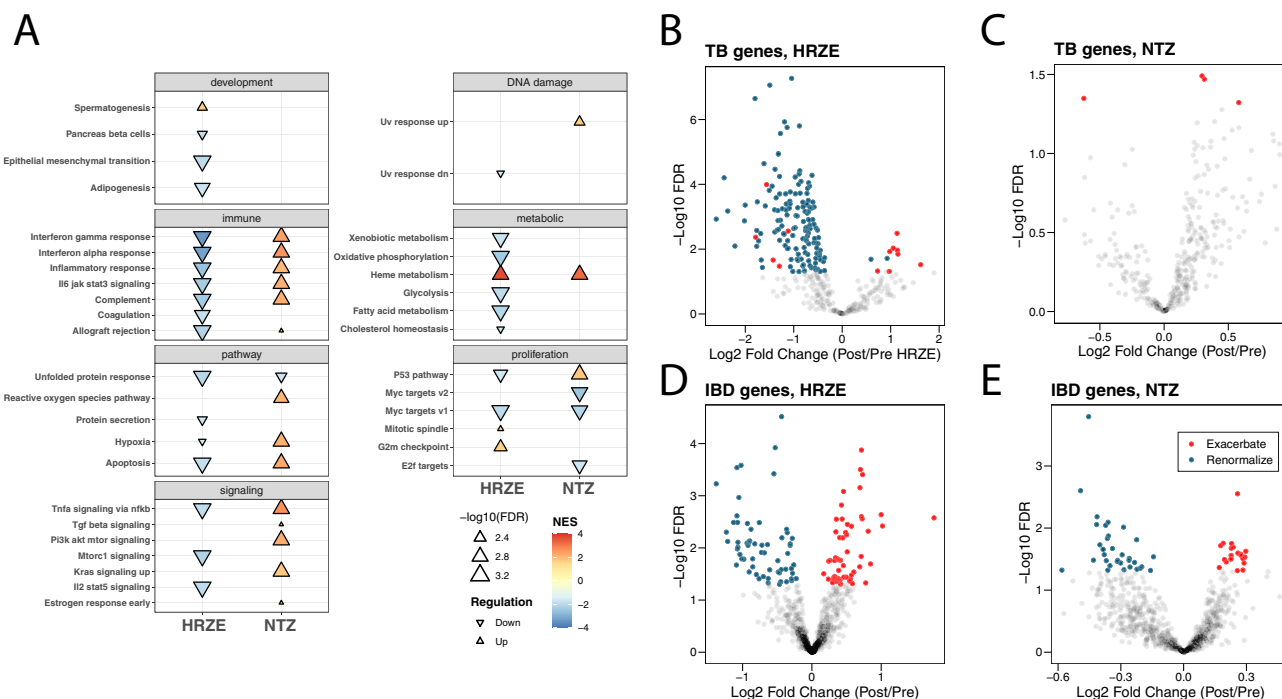 A
development
Spermatogenesis
Pancreas beta cells
Epithelial mesenchymal transition
Adipogenesis
immune
Interferon gamma response
Interferon alpha response
Inflammatory response
Il6 jak stat3 signaling
Complement
Coagulation
Allograft rejection
pathway
Unfolded protein response
Reactive oxygen species pathway
Protein secretion
Hypoxia
Apoptosis
signaling
Tnfa signaling via nfkb
Tgf beta signaling
Pi3k akt mtor signaling
Mtorc1 signaling
Kras signaling up
Il2 stat5 signaling
Estrogen response early
HRZE NTZ
DNA damage
Uv response up
Uv response dn
metabolic
Xenobiotic metabolism
Oxidative phosphorylation
Heme metabolism
Glycolysis
Fatty acid metabolism
Cholesterol homeostasis
proliferation
P53 pathway
Myc targets v2
Myc targets v1
Mitotic spindle
G2m checkpoint
E2f targets
HRZE NTZ
−log10(FDR)
2.4
2.8
3.2
Regulation
Down
Up
NES
4
2
0
−2
−4
B
TB genes, HRZE
−Log10 FDR
6
4
2
0
−2 −1 0 1 2
Log2 Fold Change (Post/Pre HRZE)
C
TB genes, NTZ
−Log10 FDR
1.5
1.0
0.5
0.0
−0.5 0.0 0.5
Log2 Fold Change (Post/Pre)
D
IBD genes, HRZE
−Log10 FDR
4
3
2
1
0
−1 0 1
Log2 Fold Change (Post/Pre)
E
IBD genes, NTZ
Exacerbate
Renormalize
−Log10 FDR
3
2
1
0
−0.6 −0.3 0.0 0.3
Log2 Fold Change (Post/Pre)